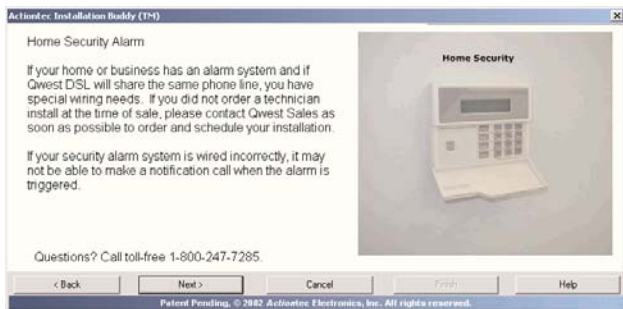 Actiontec Installation Buddy (TM)
Home Security Alarm
If your home or business has an alarm system and if
Qwest DSL will share the same phone line, you have
special wiring needs. If you did not order a technician
install at the time of sale, please contact Qwest Sales as
soon as possible to order and schedule your installation.
If your security alarm system is wired incorrectly, it may
not be able to make a notification call when the alarm is
triggered.
Questions? Call toll-free 1-800-247-7285.
Home Security
< Back
Next >
Cancel
Finish
Help
Patent Pending, © 2002 Actiontec Electronics, Inc. All rights reserved.